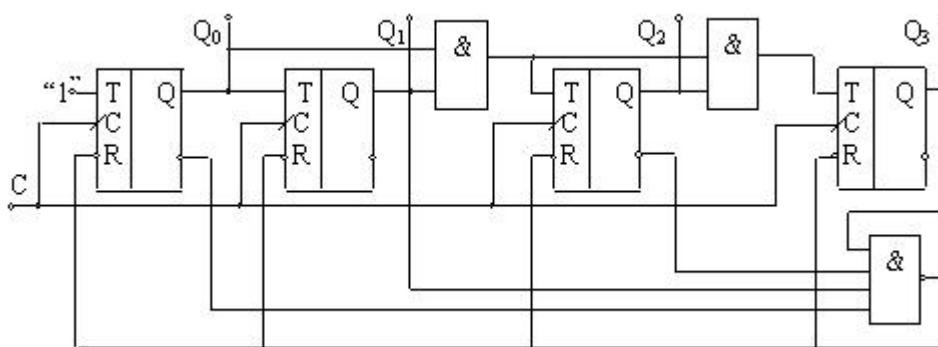 Q0 Q1 & Q2 & Q3
“1” T Q T Q T Q T
C C C C
R R R R
C
&